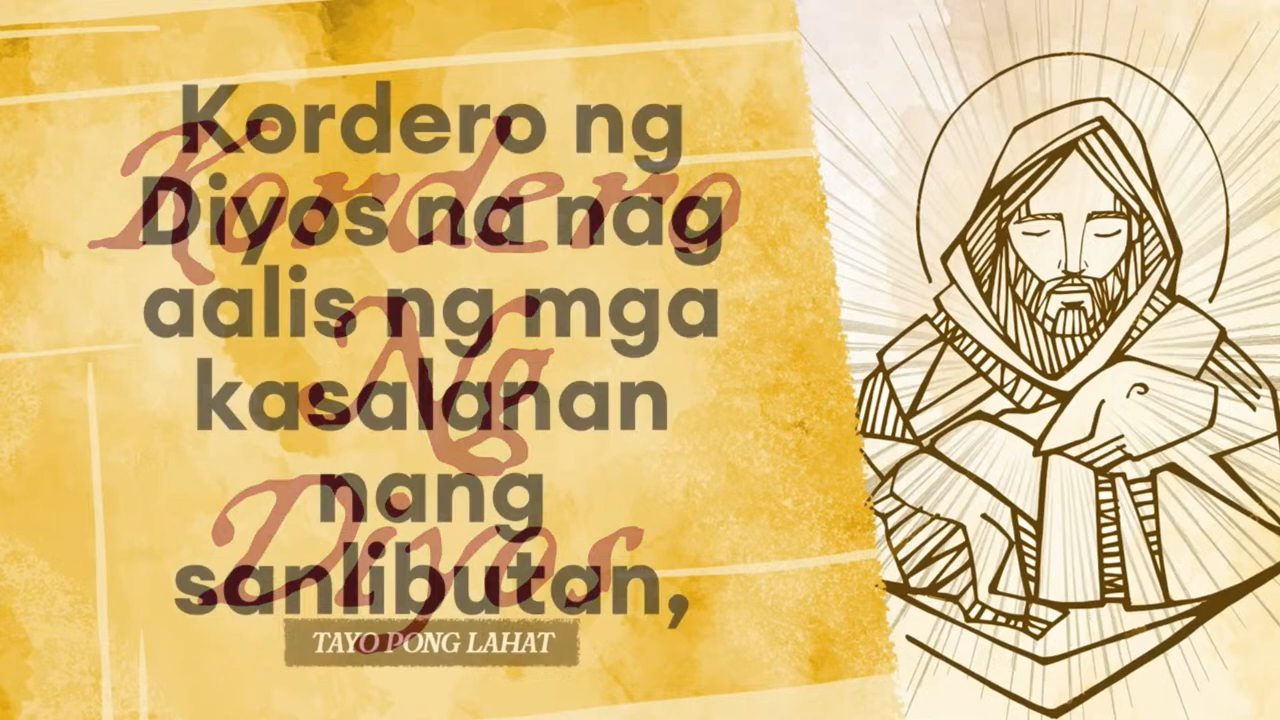 Kordero ng
Diyos na nag
aalis ng mga
kasalanan
nang
sanlibutan,
Kordero
Ng
Diyos
TAYO PONG LAHAT